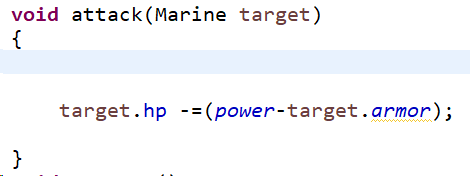 void attack(Marine target)
{
target.hp -=(power-target.armor);
}